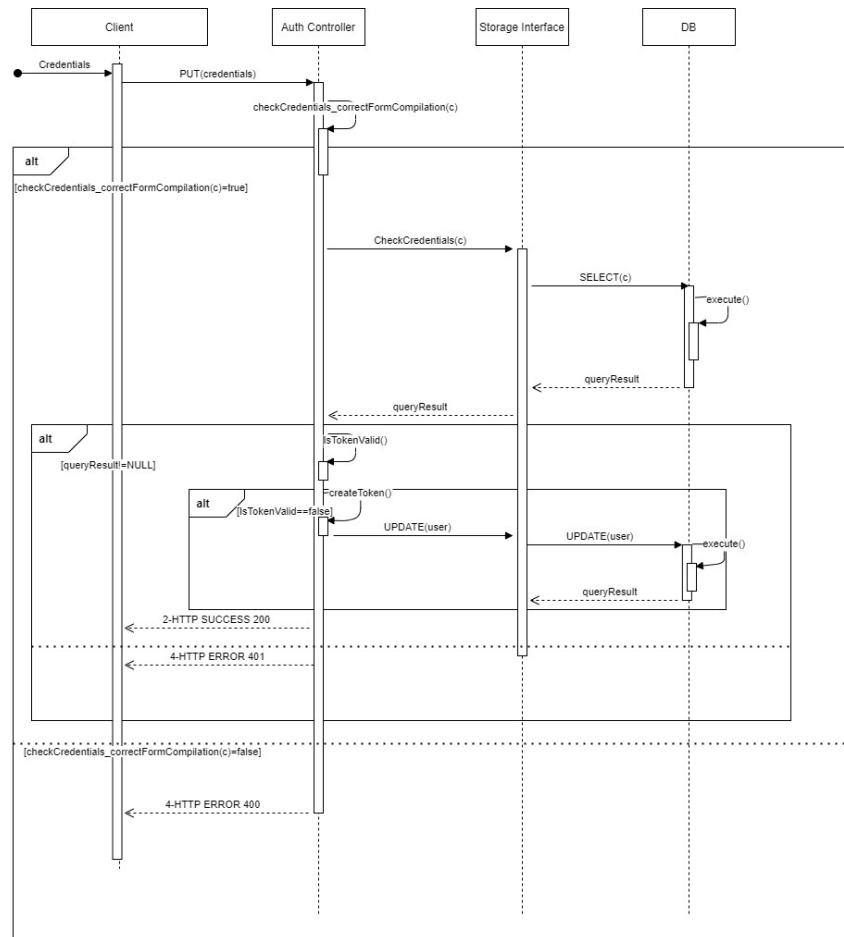 Client
Auth Controller
Storage Interface
DB
Credentials
PUT(credentials)
checkCredentials_correctFormCompilation(c)
alt
[checkCredentials_correctFormCompilation(c)=true]
CheckCredentials(c)
SELECT(c)
execute()
queryResult
queryResult
alt
IsTokenValid()
[queryResult!=NULL]
createToken()
alt
[IsTokenValid==false]
UPDATE(user)
UPDATE(user)
execute()
queryResult
2-HTTP SUCCESS 200
4-HTTP ERROR 401
[checkCredentials_correctFormCompilation(c)=false]
4-HTTP ERROR 400